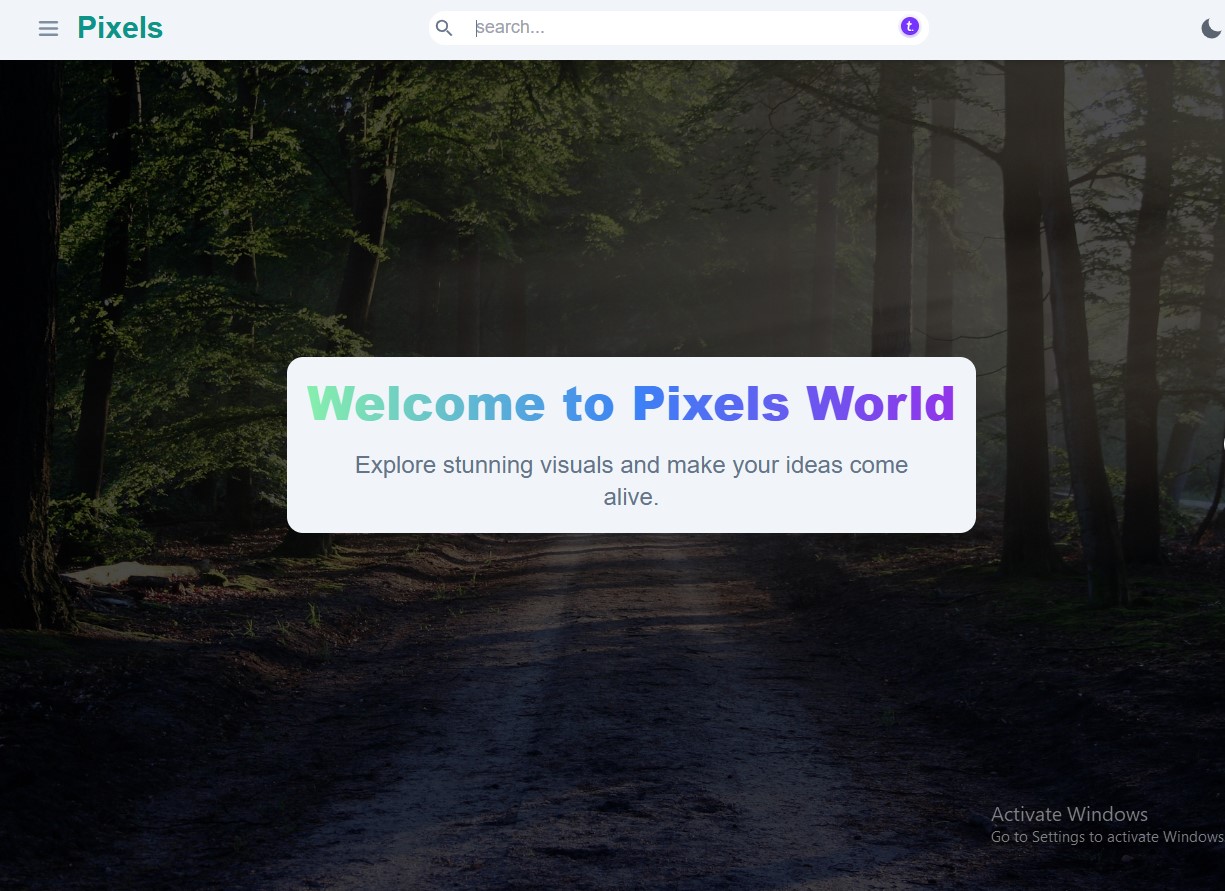 Pixels
search...
t.
Welcome to Pixels World
Explore stunning visuals and make your ideas come
alive.
Activate Windows
Go to Settings to activate Windows